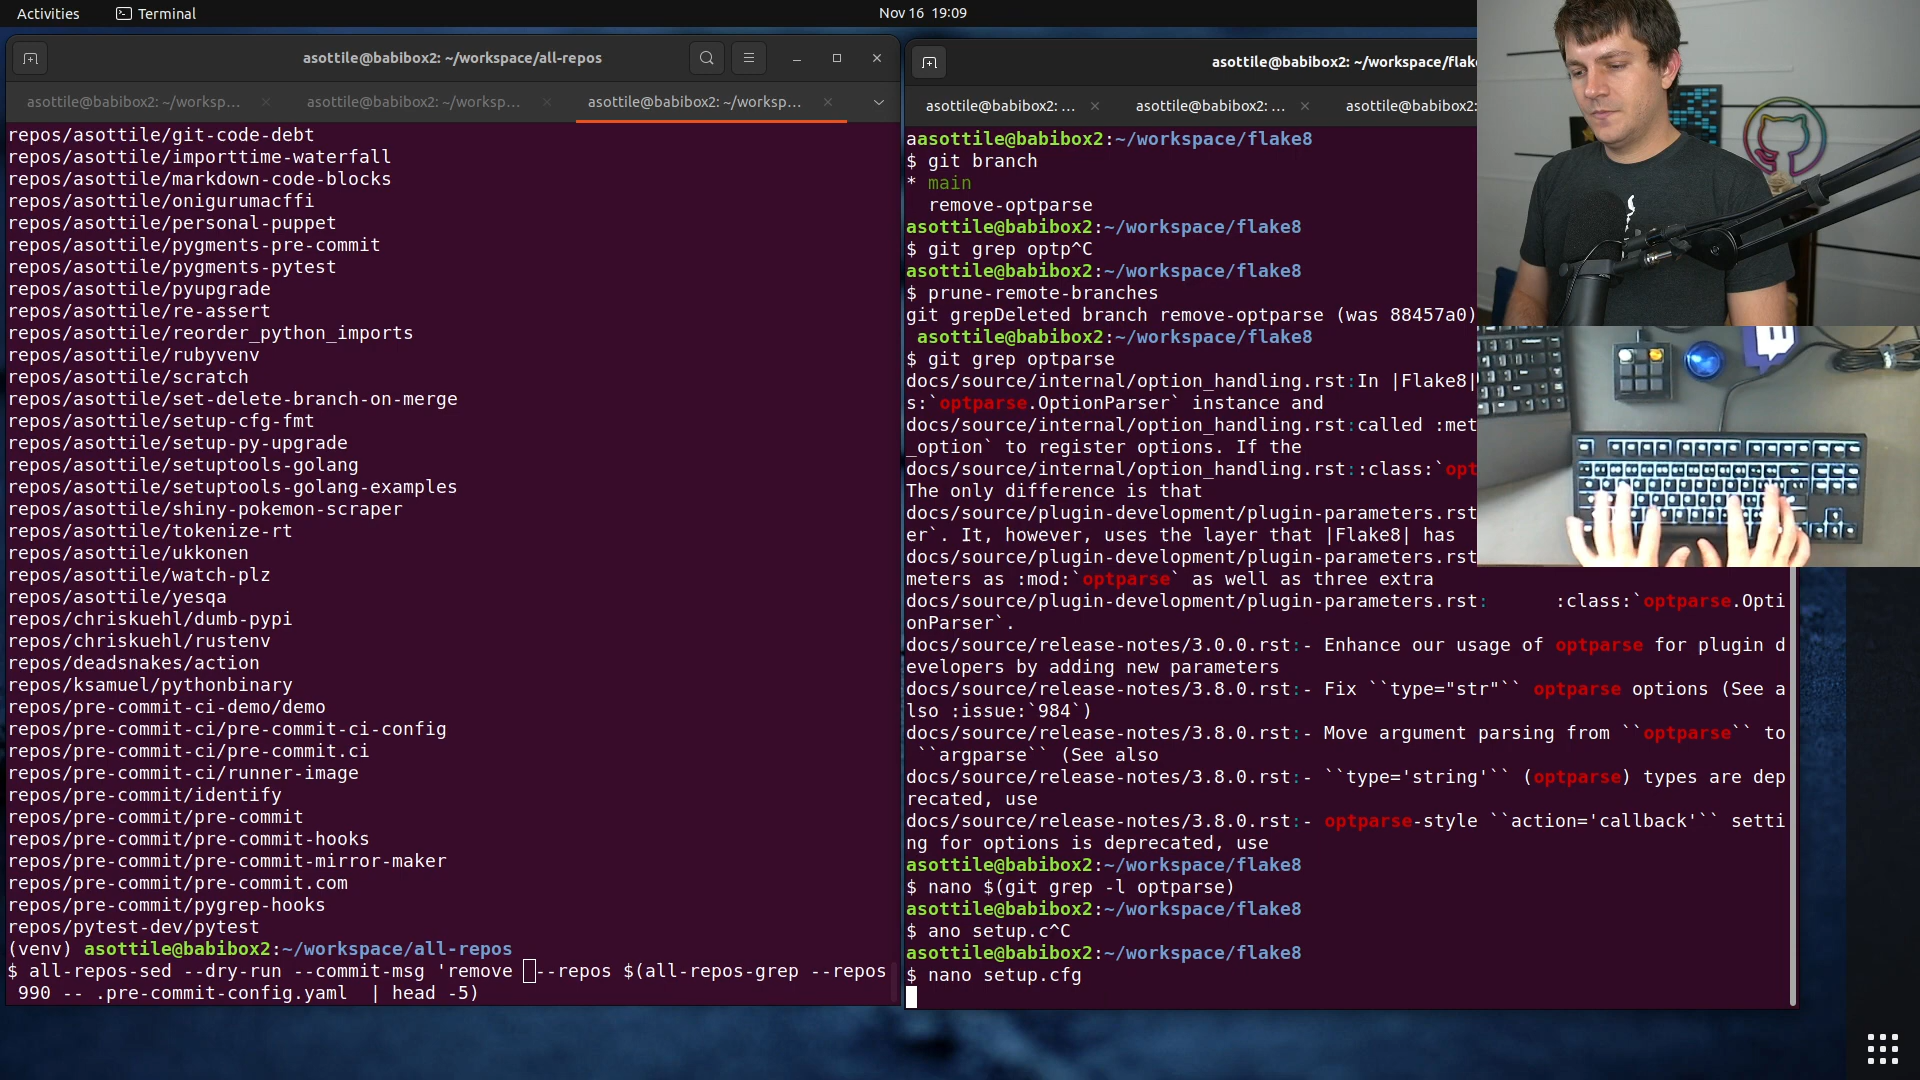 Activities
Terminal
Nov 16 19:09
asottile@babibox2: ~/workspace/all-repos
asottile@babibox2: ~/worksp...
asottile@babibox2: ~/worksp...
asottile@babibox2: ~/worksp...
repos/asottile/git-code-debt
repos/asottile/importtime-waterfall
repos/asottile/markdown-code-blocks
repos/asottile/onigurumacffi
repos/asottile/personal-puppet
repos/asottile/pygments-pre-commit
repos/asottile/pygments-pytest
repos/asottile/pyupgrade
repos/asottile/re-assert
repos/asottile/reorder_python_imports
repos/asottile/rubyvenv
repos/asottile/scratch
repos/asottile/set-delete-branch-on-merge
repos/asottile/setup-cfg-fmt
repos/asottile/setup-py-upgrade
repos/asottile/setuptools-golang
repos/asottile/setuptools-golang-examples
repos/asottile/shiny-pokemon-scraper
repos/asottile/tokenize-rt
repos/asottile/ukkonen
repos/asottile/watch-plz
repos/asottile/yesqa
repos/chriskuehl/dumb-pypi
repos/chriskuehl/rustenv
repos/deadsnakes/action
repos/ksamuel/pythonbinary
repos/pre-commit-ci-demo/demo
repos/pre-commit-ci/pre-commit-ci-config
repos/pre-commit-ci/pre-commit.ci
repos/pre-commit-ci/runner-image
repos/pre-commit/identify
repos/pre-commit/pre-commit
repos/pre-commit/pre-commit-hooks
repos/pre-commit/pre-commit-mirror-maker
repos/pre-commit/pre-commit.com
repos/pre-commit/pygrep-hooks
repos/pytest-dev/pytest
(venv) asottile@babibox2:~/workspace/all-repos
$ all-repos-sed --dry-run --commit-msg 'remove --repos $(all-repos-grep --repos
 990 -- .pre-commit-config.yaml  | head -5)
asottile@babibox2: ~/workspace/flake
asottile@babibox2: ...
asottile@babibox2: ...
asottile@babibox2:
aasottile@babibox2:~/workspace/flake8
$ git branch
* main
  remove-optparse
asottile@babibox2:~/workspace/flake8
$ git grep optp^C
asottile@babibox2:~/workspace/flake8
$ prune-remote-branches
git grepDeleted branch remove-optparse (was 88457a0)
 asottile@babibox2:~/workspace/flake8
$ git grep optparse
docs/source/internal/option_handling.rst:In |Flake8|
s:`optparse.OptionParser` instance and
docs/source/internal/option_handling.rst:called :met
_option` to register options. If the
docs/source/internal/option_handling.rst::class:`opt
The only difference is that
docs/source/plugin-development/plugin-parameters.rst
er`. It, however, uses the layer that |Flake8| has
docs/source/plugin-development/plugin-parameters.rst
meters as :mod:`optparse` as well as three extra
docs/source/plugin-development/plugin-parameters.rst:      :class:`optparse.Opti
onParser`.
docs/source/release-notes/3.0.0.rst:- Enhance our usage of optparse for plugin d
evelopers by adding new parameters
docs/source/release-notes/3.8.0.rst:- Fix ``type="str"`` optparse options (See a
lso :issue:`984`)
docs/source/release-notes/3.8.0.rst:- Move argument parsing from ``optparse`` to
 ``argparse`` (See also
docs/source/release-notes/3.8.0.rst:- ``type='string'`` (optparse) types are dep
recated, use
docs/source/release-notes/3.8.0.rst:- optparse-style ``action='callback'`` setti
ng for options is deprecated, use
asottile@babibox2:~/workspace/flake8
$ nano $(git grep -l optparse)
asottile@babibox2:~/workspace/flake8
$ ano setup.c^C
asottile@babibox2:~/workspace/flake8
$ nano setup.cfg